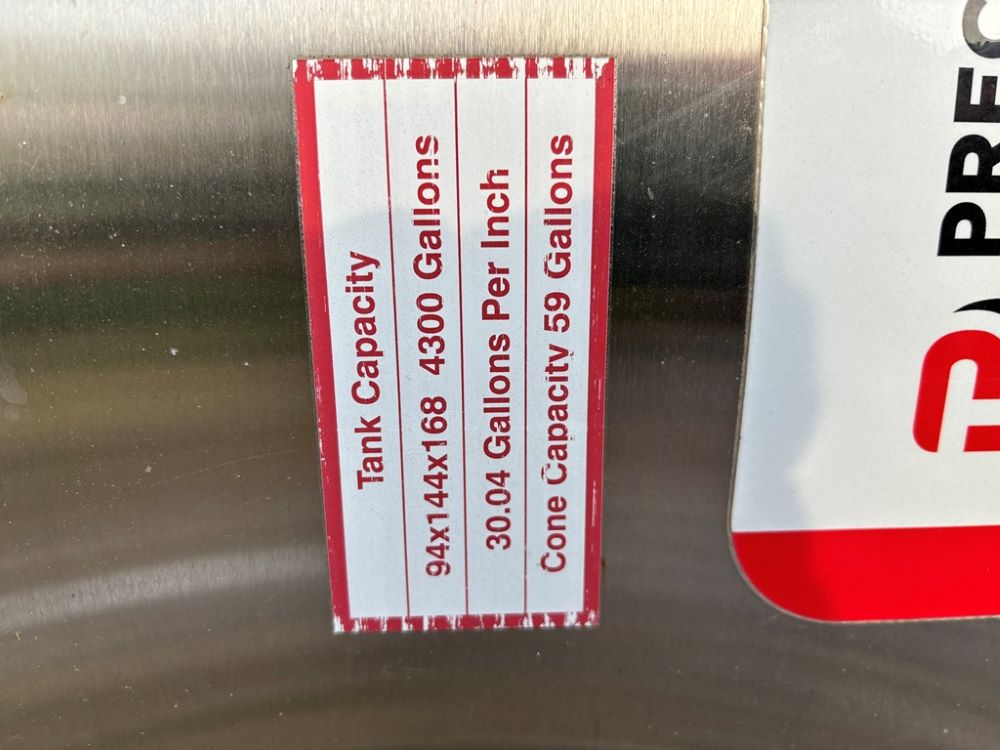 Tank Capacity
94x144x168 4300 Gallons
30.04 Gallons Per Inch
Cone Capacity 59 Gallons